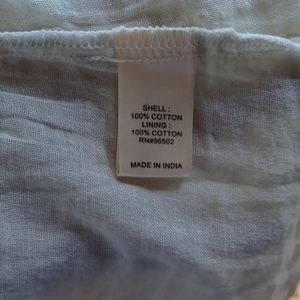 SHELL :
100% COTTON
LINING :
100% COTTON
RN#96502
MADE IN INDIA